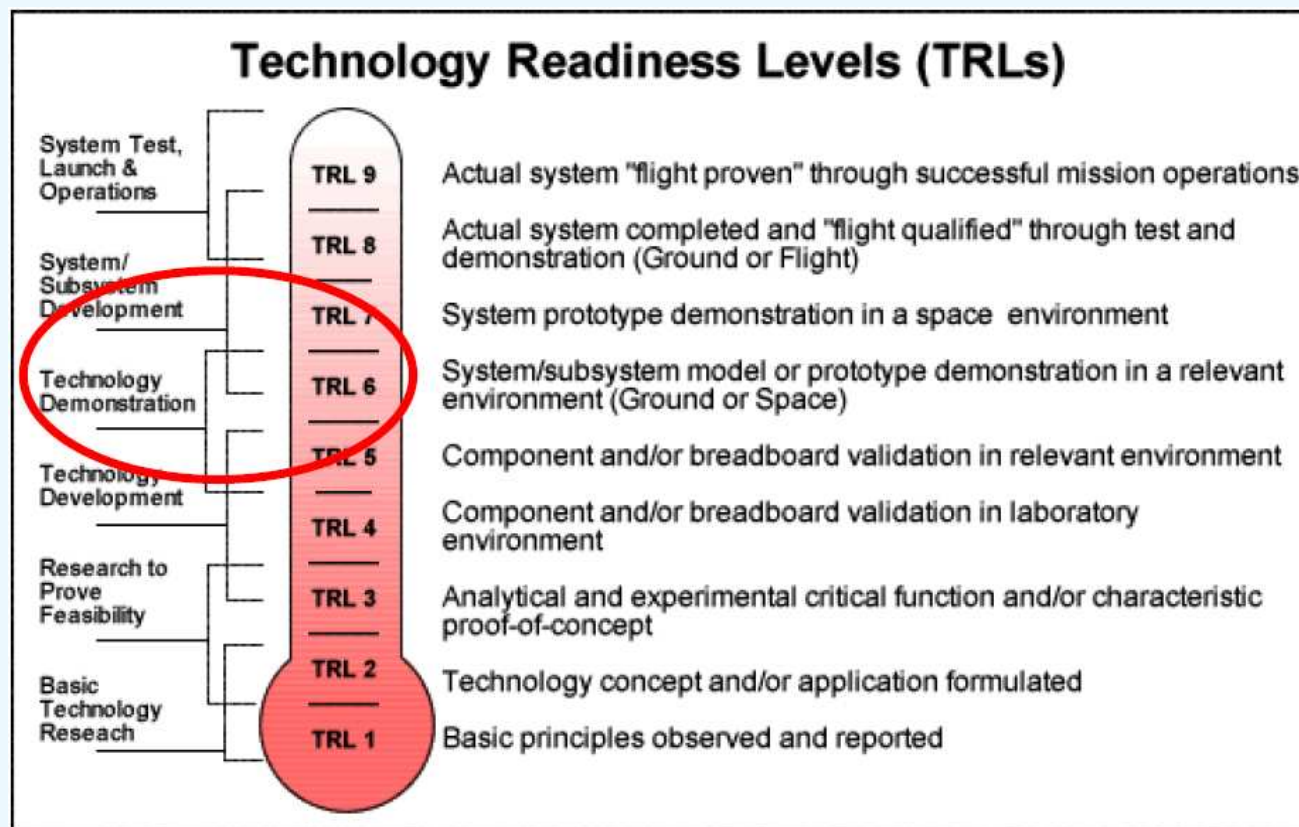 Technology Readiness Levels (TRLs)
System Test,
Launch &
Operations
System/
Subsystem
Development
Technology
Demonstration
Technology
Development
Research to
Prove
Feasibility
Basic
Technology
Reseach
TRL 9
Actual system "flight proven" through successful mission operations
TRL 8
Actual system completed and "flight qualified" through test and
demonstration (Ground or Flight)
TRL 7
System prototype demonstration in a space environment
TRL 6
System/subsystem model or prototype demonstration in a relevant
environment (Ground or Space)
TRL 5
Component and/or breadboard validation in relevant environment
TRL 4
Component and/or breadboard validation in laboratory
environment
TRL 3
Analytical and experimental critical function and/or characteristic
proof-of-concept
TRL 2
Technology concept and/or application formulated
TRL 1
Basic principles observed and reported